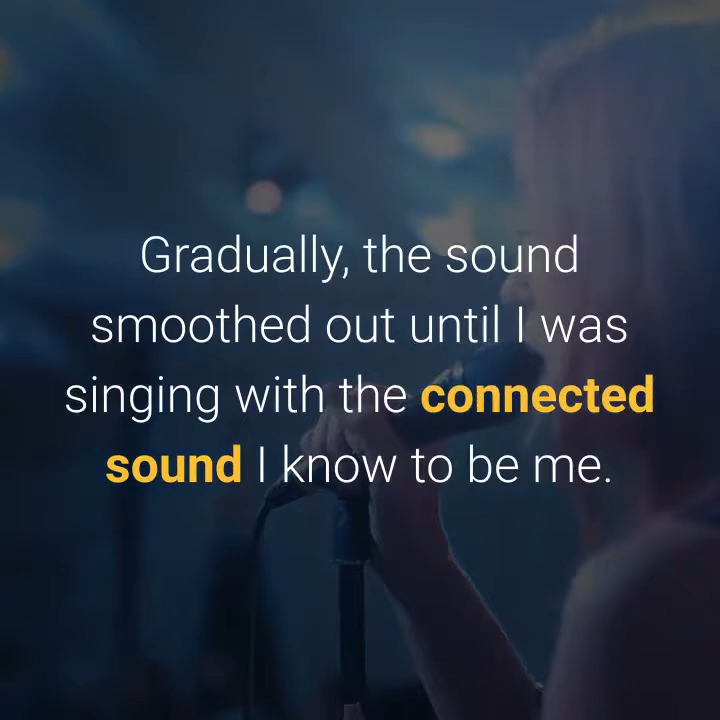 Gradually, the sound
smoothed out until I was
singing with the connected
sound I know to be me.